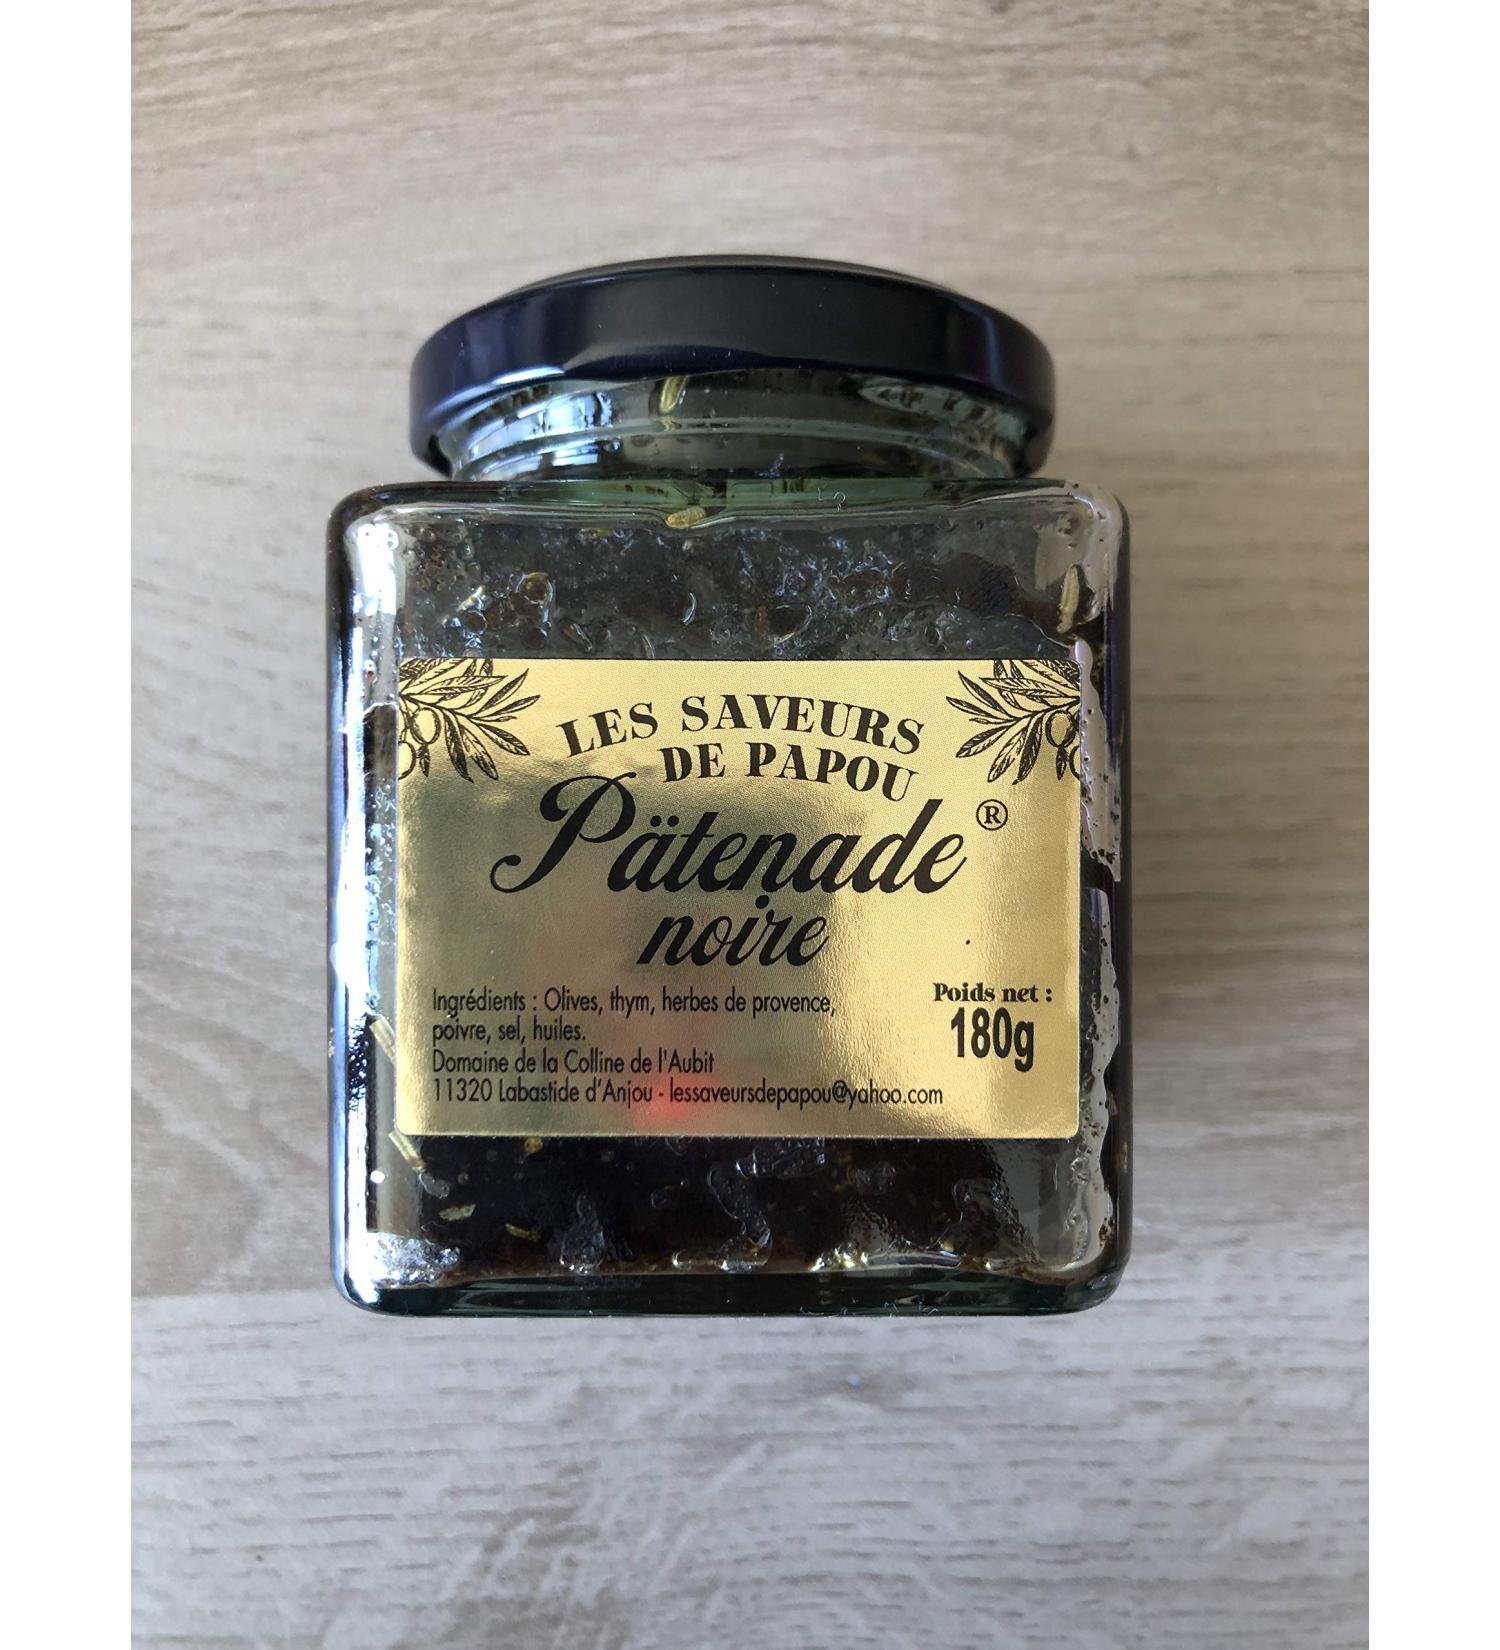 LES SAVEURS
DE PAPOU
Pätenade®
noire
Ingrédients : Olives, thym, herbes de provence,
poivre, sel, huiles.
Domaine de la Colline de l'Aubit
11320 Labastide d'Anjou - lessaveursdepapou@yahoo.com
Poids net :
180g